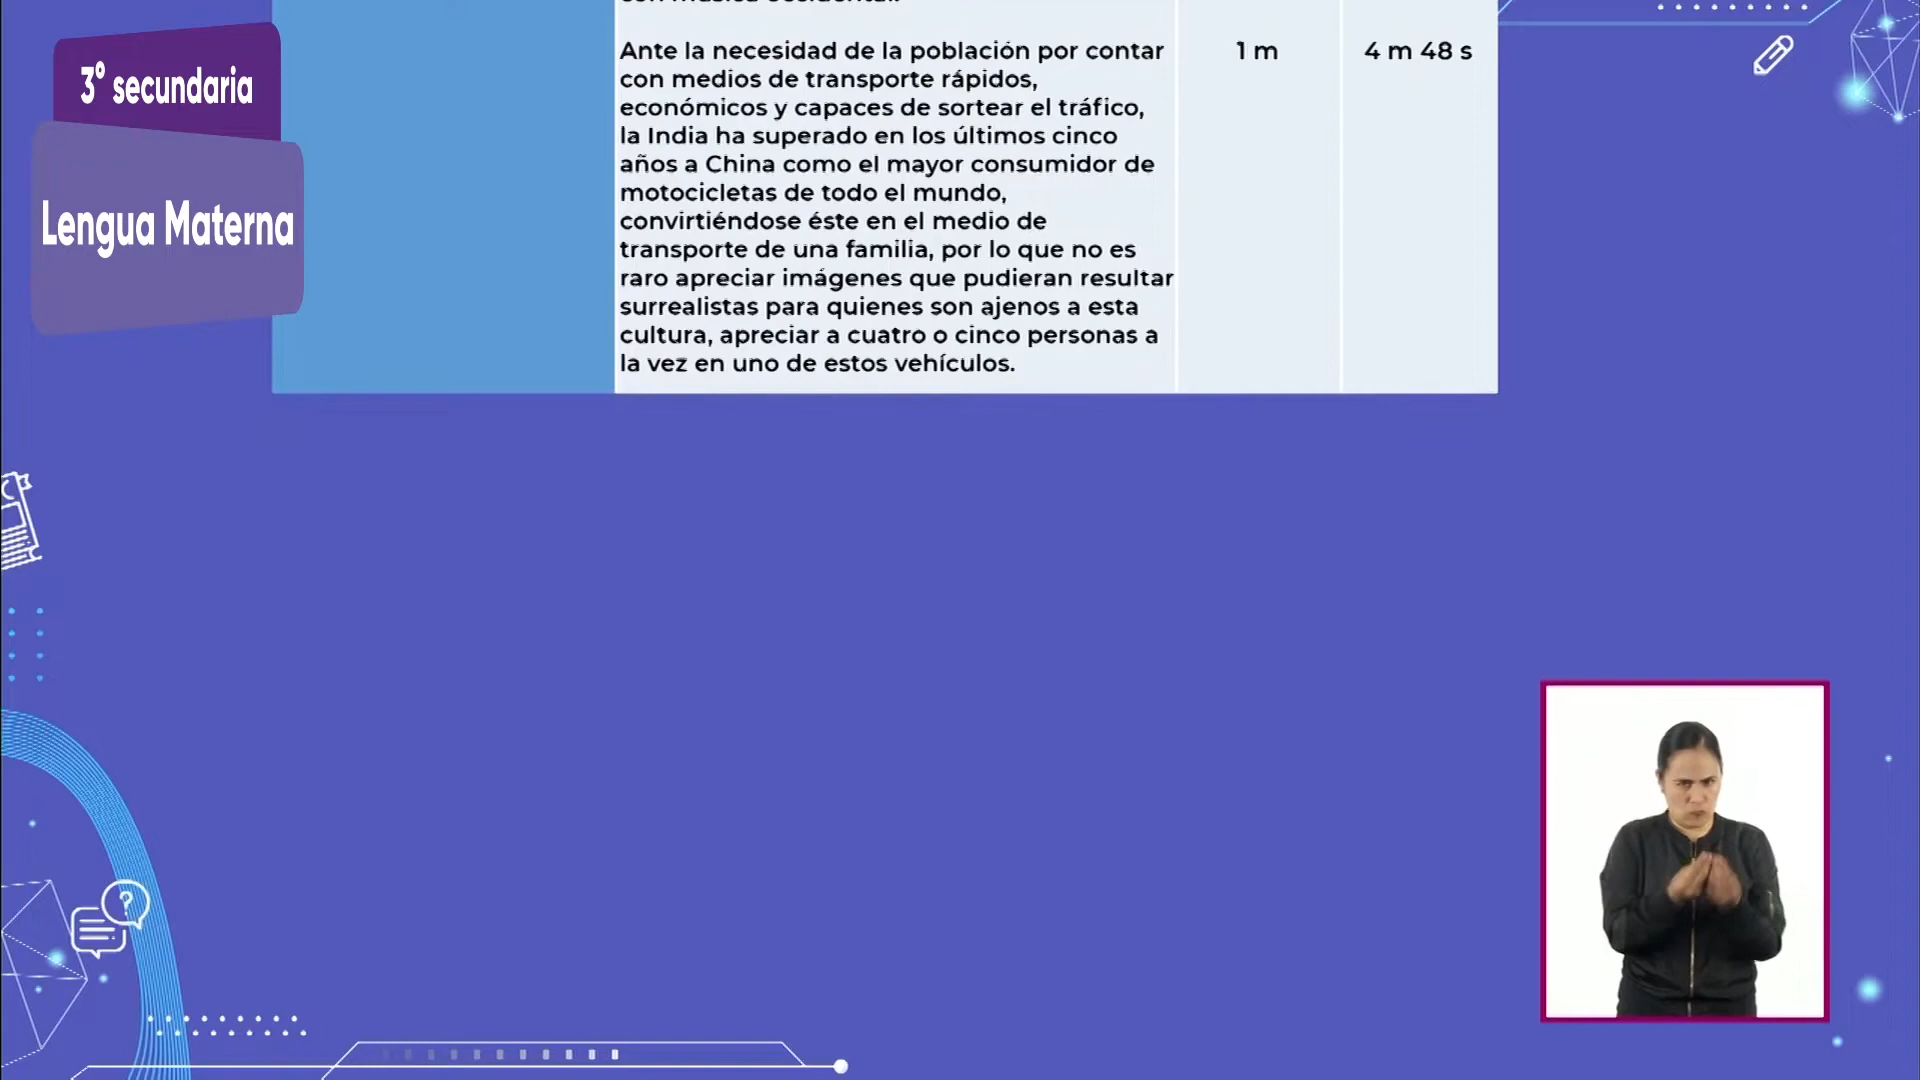 3° secundaria
Lengua Materna
Ante la necesidad de la población por contar
con medios de transporte rápidos,
económicos y capaces de sortear el tráfico,
la India ha superado en los últimos cinco
años a China como el mayor consumidor de
motocicletas de todo el mundo,
convirtiéndose éste en el medio de
transporte de una familia, por lo que no es
raro apreciar imágenes que pudieran resultar
surrealistas para quienes son ajenos a esta
cultura, apreciar a cuatro o cinco personas a
la vez en uno de estos vehículos.
1 m
4 m 48 s
?